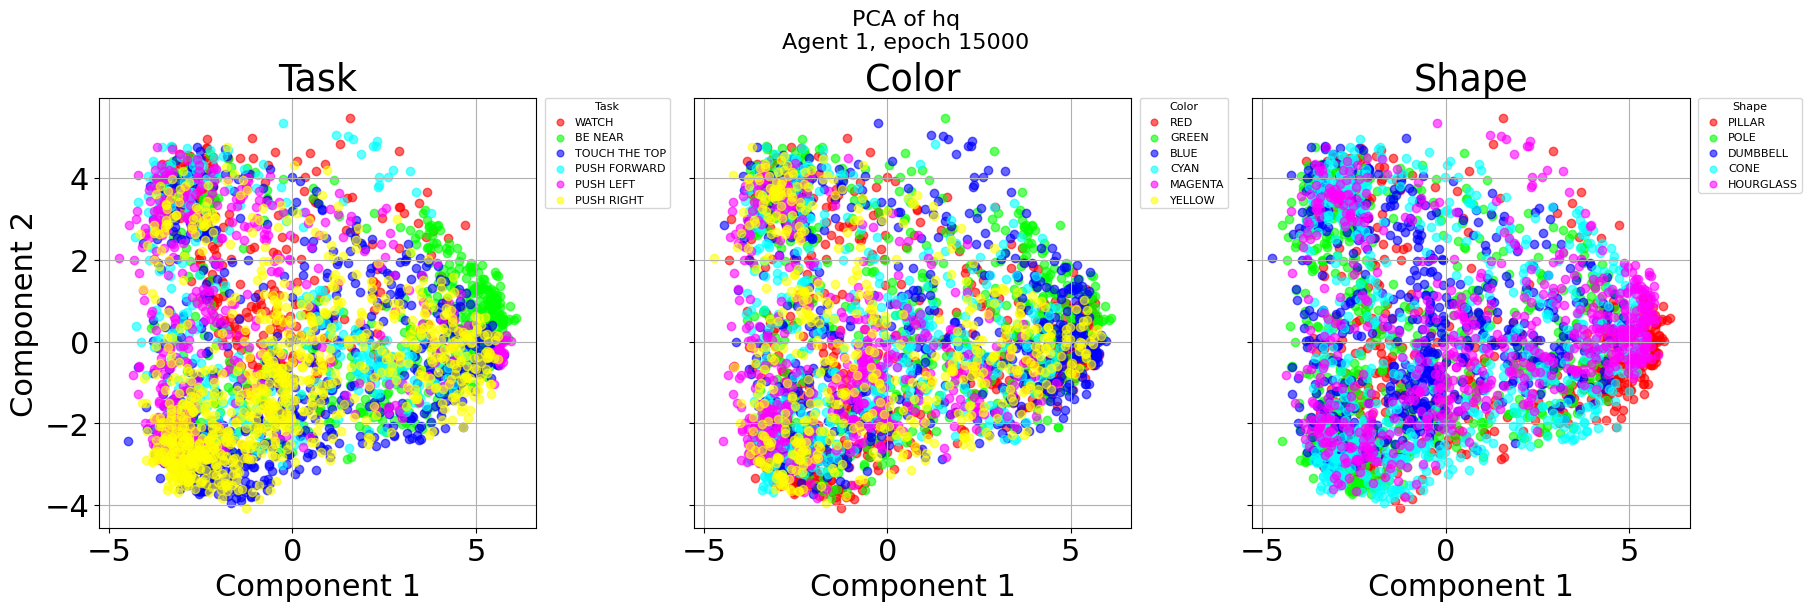 PCA of hq
Agent 1, epoch 15000
Task
Component 2
4
2
0
−2
−4
−5 0 5
Component 1
Task
WATCH
BE NEAR
TOUCH THE TOP
PUSH FORWARD
PUSH LEFT
PUSH RIGHT
Color
−5 0 5
Component 1
Color
RED
GREEN
BLUE
CYAN
MAGENTA
YELLOW
Shape
−5 0 5
Component 1
Shape
PILLAR
POLE
DUMBBELL
CONE
HOURGLASS